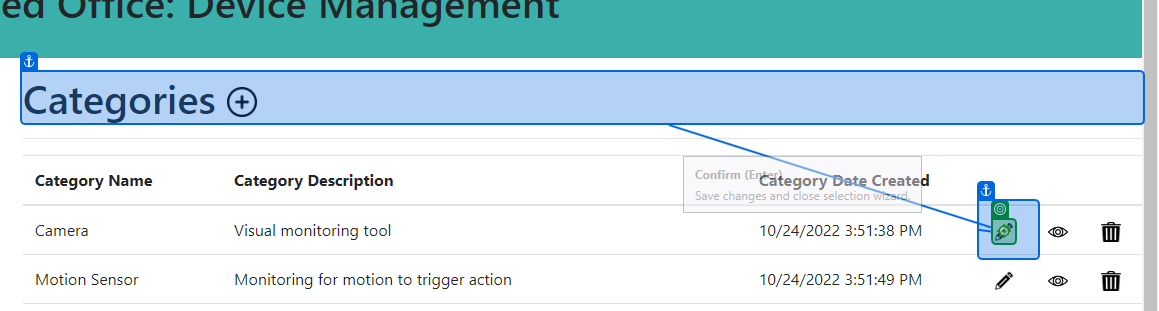 ed Office: Device Management
Categories
Confirm (Enter)
Save changes and close selection wizard.
Category Name Category Description Category Date Created
Camera Visual monitoring tool 10/24/2022 3:51:38 PM
Motion Sensor Monitoring for motion to trigger action 10/24/2022 3:51:49 PM